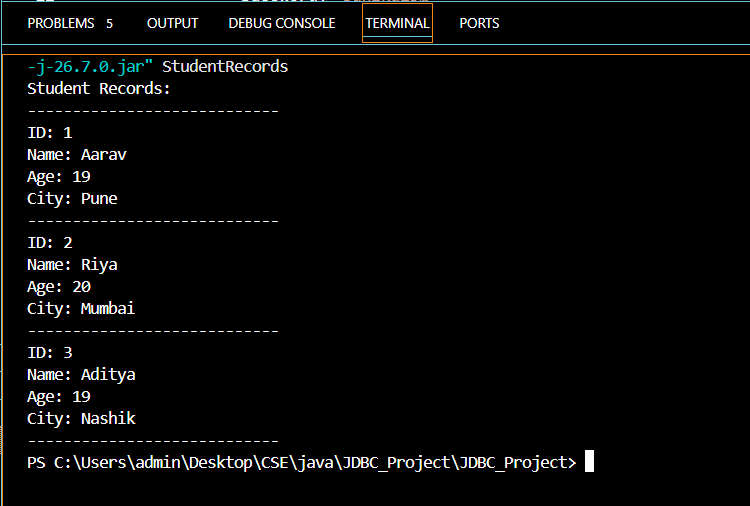 PROBLEMS 5 OUTPUT DEBUG CONSOLE TERMINAL PORTS
-j-26.7.0.jar" StudentRecords
Student Records:
----------------------------
ID: 1
Name: Aarav
Age: 19
City: Pune
----------------------------
ID: 2
Name: Riya
Age: 20
City: Mumbai
----------------------------
ID: 3
Name: Aditya
Age: 19
City: Nashik
----------------------------
PS C:\Users\admin\Desktop\CSE\java\JDBC_Project\JDBC_Project>